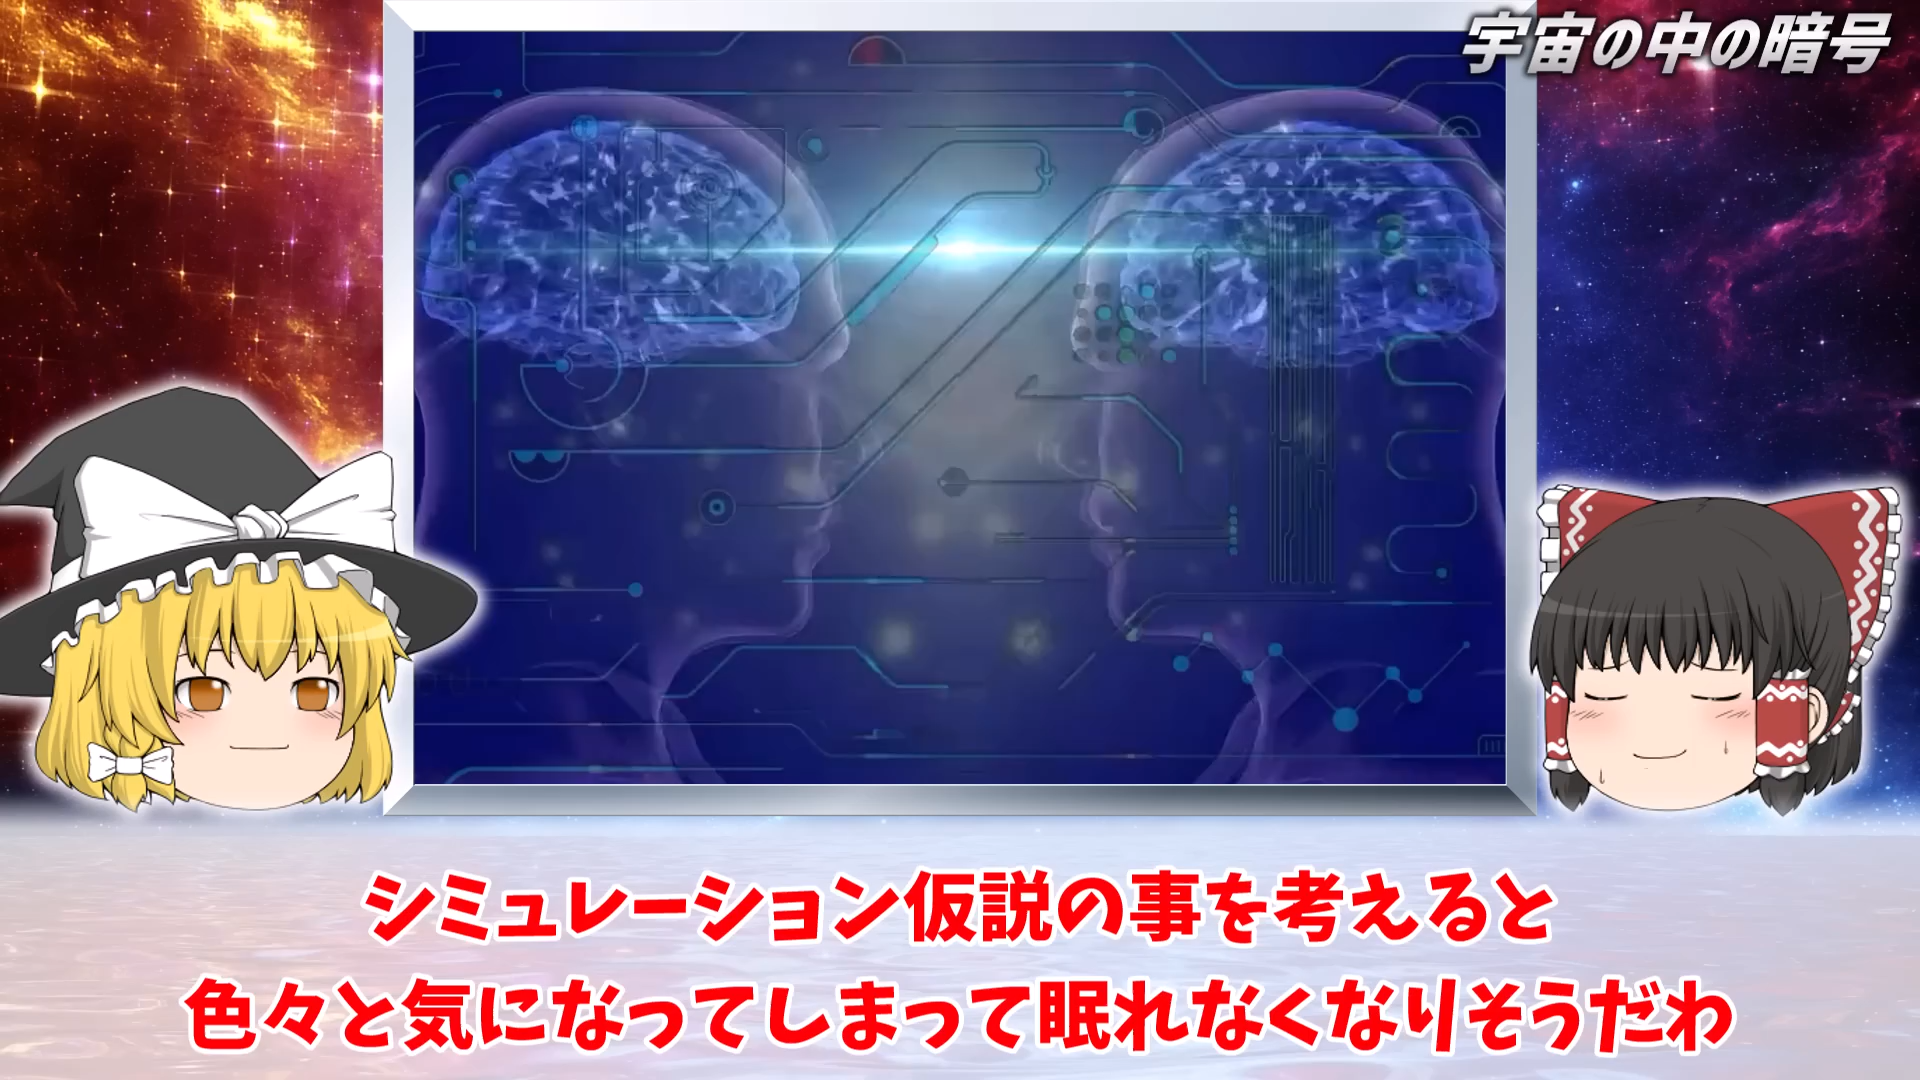 宇宙の中の暗号
シミュレーション仮説の事を考えると
色々と気になってしまって眠れなくなりそうだわ